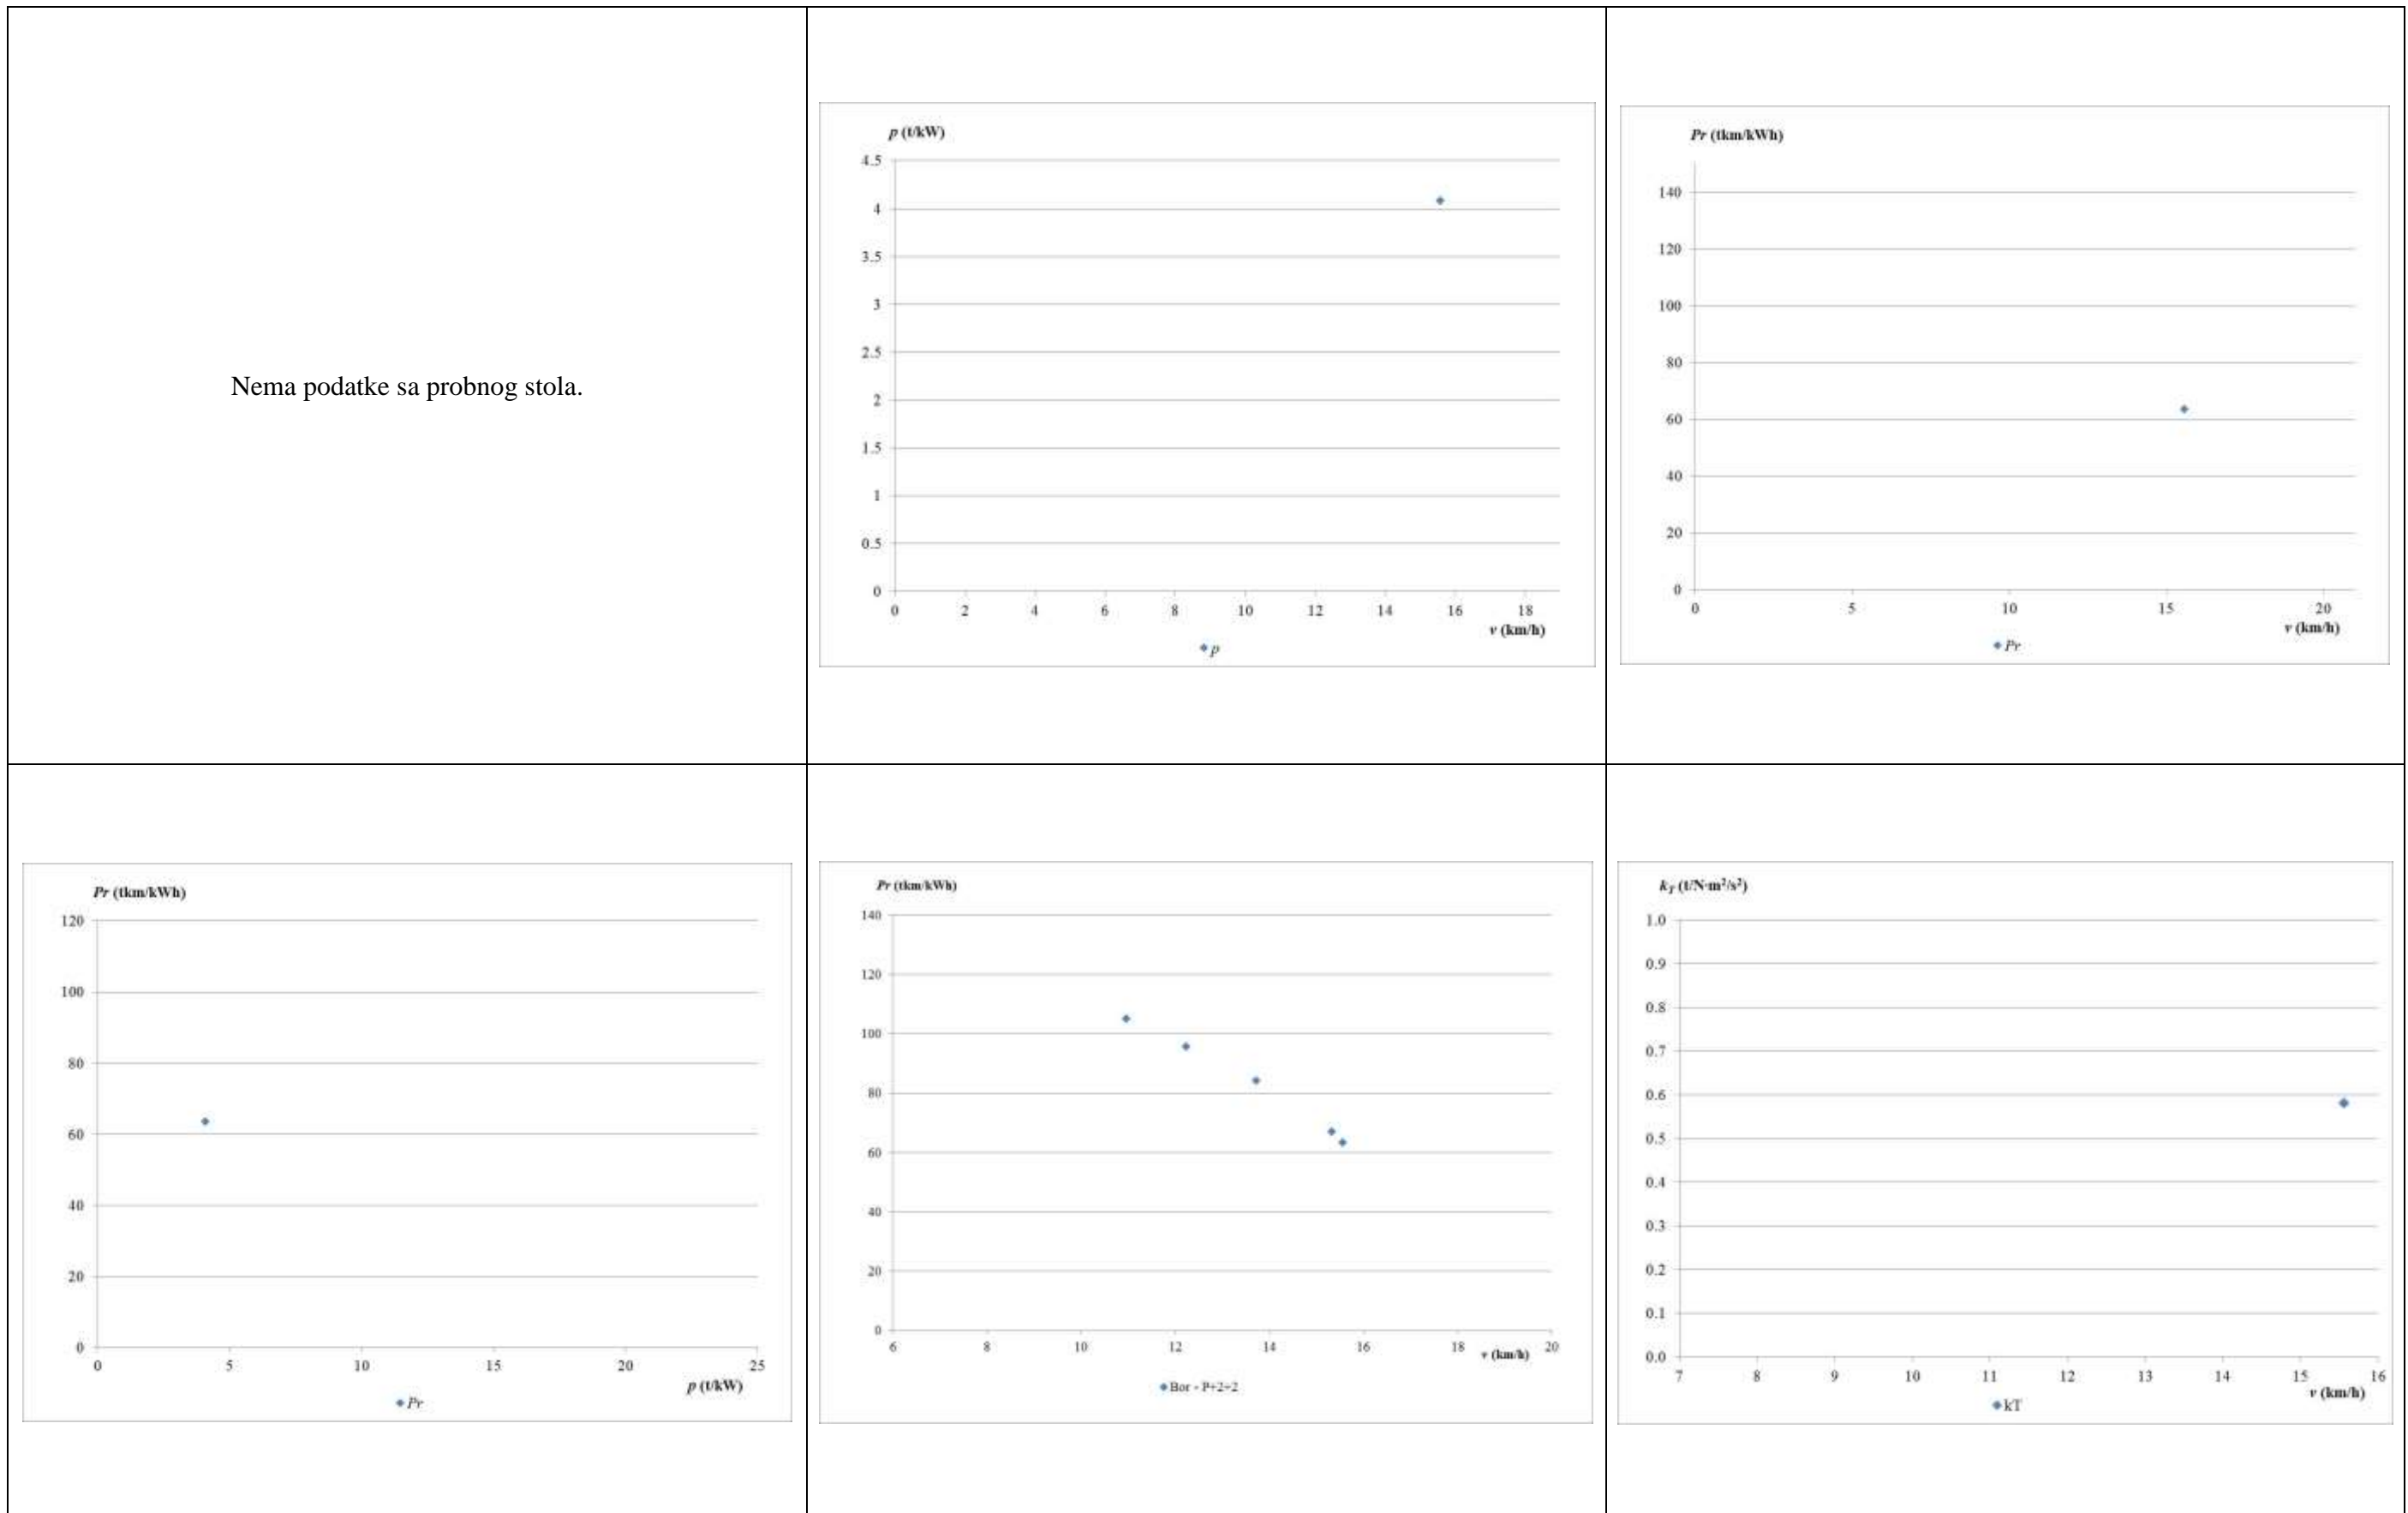 Nema podatke sa probnog stola.
p (t/kW)
4.5
4
3.5
3
2.5
2
1.5
1
0.5
0
0 2 4 6 8 10 12 14 16 18
v (km/h)
p
Pr (tkm/kWh)
140
120
100
80
60
40
20
0
0 5 10 15 20
v (km/h)
Pr
Pr (tkm/kWh)
120
100
80
60
40
20
0
0 5 10 15 20 25
p (t/kW)
Pr
Pr (tkm/kWh)
140
120
100
80
60
40
20
0
6 8 10 12 14 16 18 20
v (km/h)
Bor - P+2+2
kT (t/N·m²/s²)
1.0
0.9
0.8
0.7
0.6
0.5
0.4
0.3
0.2
0.1
0.0
7 8 9 10 11 12 13 14 15 16
v (km/h)
kT